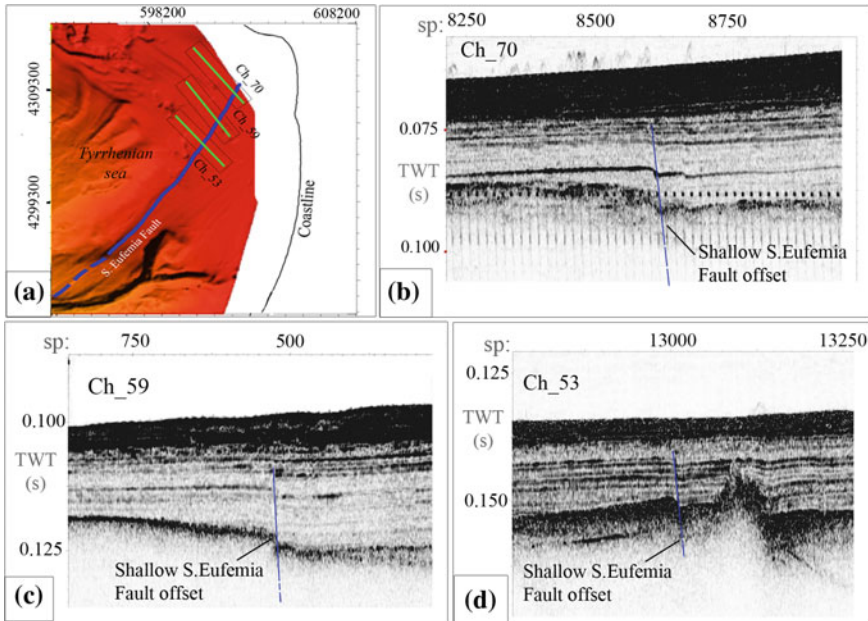 598200 608200
4309300
4299300
Ch_70
Ch_59
Ch_53
Tyrrhenian
sea
S. Eufemia Fault
Coastline
(a)
sp: 8250 8500 8750
Ch_70
0.075
TWT
(s)
0.100
Shallow S.Eufemia
Fault offset
(b)
sp: 750 500
Ch_59
0.100
TWT
(s)
0.125
Shallow S.Eufemia
Fault offset
(c)
sp: 13000 13250
0.125
Ch_53
TWT
(s)
0.150
Shallow S.Eufemia
Fault offset
(d)